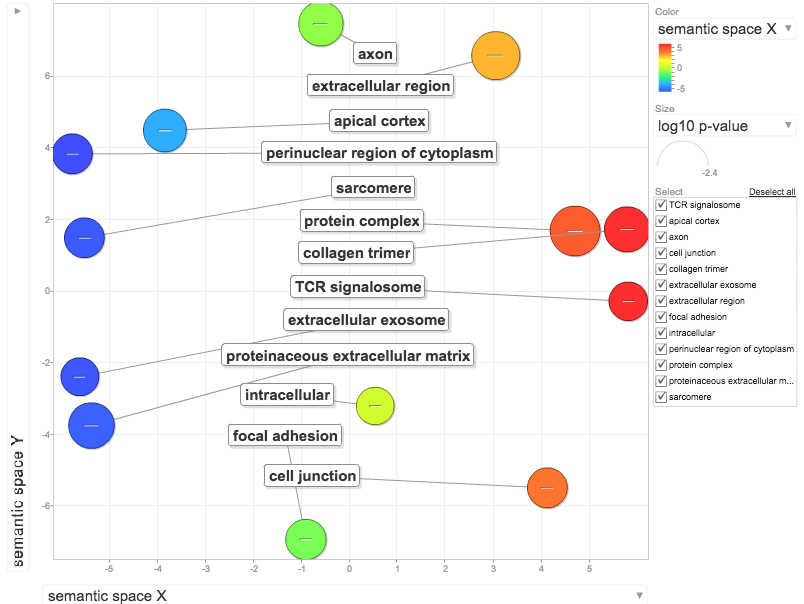 axon
extracellular region
apical cortex
perinuclear region of cytoplasm
sarcomere
protein complex
collagen trimer
TCR signalosome
extracellular exosome
proteinaceous extracellular matrix
intracellular
focal adhesion
cell junction
6
4
2
0
-2
-4
-6
semantic space Y
-5
-4
-3
-2
-1
0
1
2
3
4
5
semantic space X
Color
semantic space X
5
0
-5
Size
log10 p-value
-2.4
Select Deselect all
TCR signalosome
apical cortex
axon
cell junction
collagen trimer
extracellular exosome
extracellular region
focal adhesion
intracellular
perinuclear region of cytoplasm
protein complex
proteinaceous extracellular m...
sarcomere